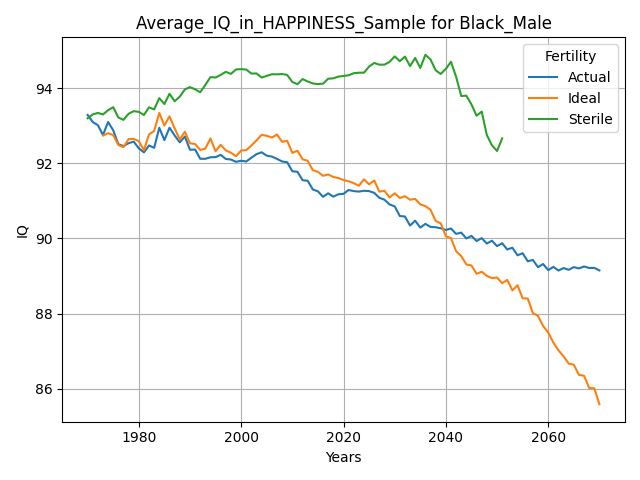 Average_IQ_in_HAPPINESS_Sample for Black_Male
Fertility
Actual
Ideal
Sterile
IQ
94
92
90
88
86
1980
2000
2020
2040
2060
Years